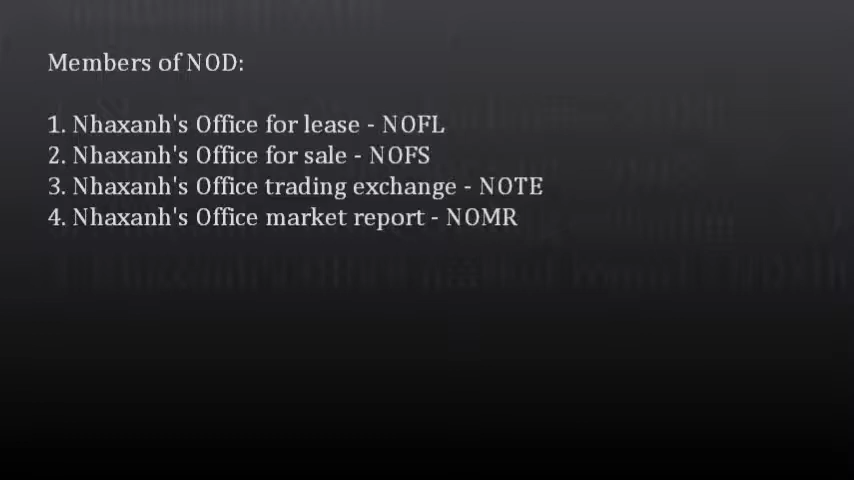 Members of NOD:
1. Nhaxanh's Office for lease - NOFL
2. Nhaxanh's Office for sale - NOFS
3. Nhaxanh's Office trading exchange - NOTE
4. Nhaxanh's Office market report - NOMR